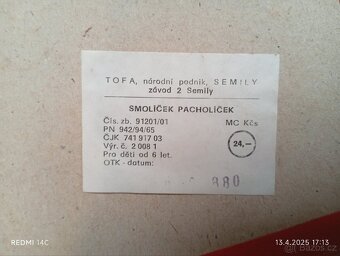 TOFA, národní podnik, SEMILY
závod 2 Semily
SMOLÍČEK PACHOLÍČEK
Čís. zb. 91201/01 MC Kčs
PN 942/94/65
ČJK 741 917 03 24,—
Výr. č. 2 008 1
Pro děti od 6 let.
OTK - datum:
880
REDMI 14C 13.4.2025 17:13